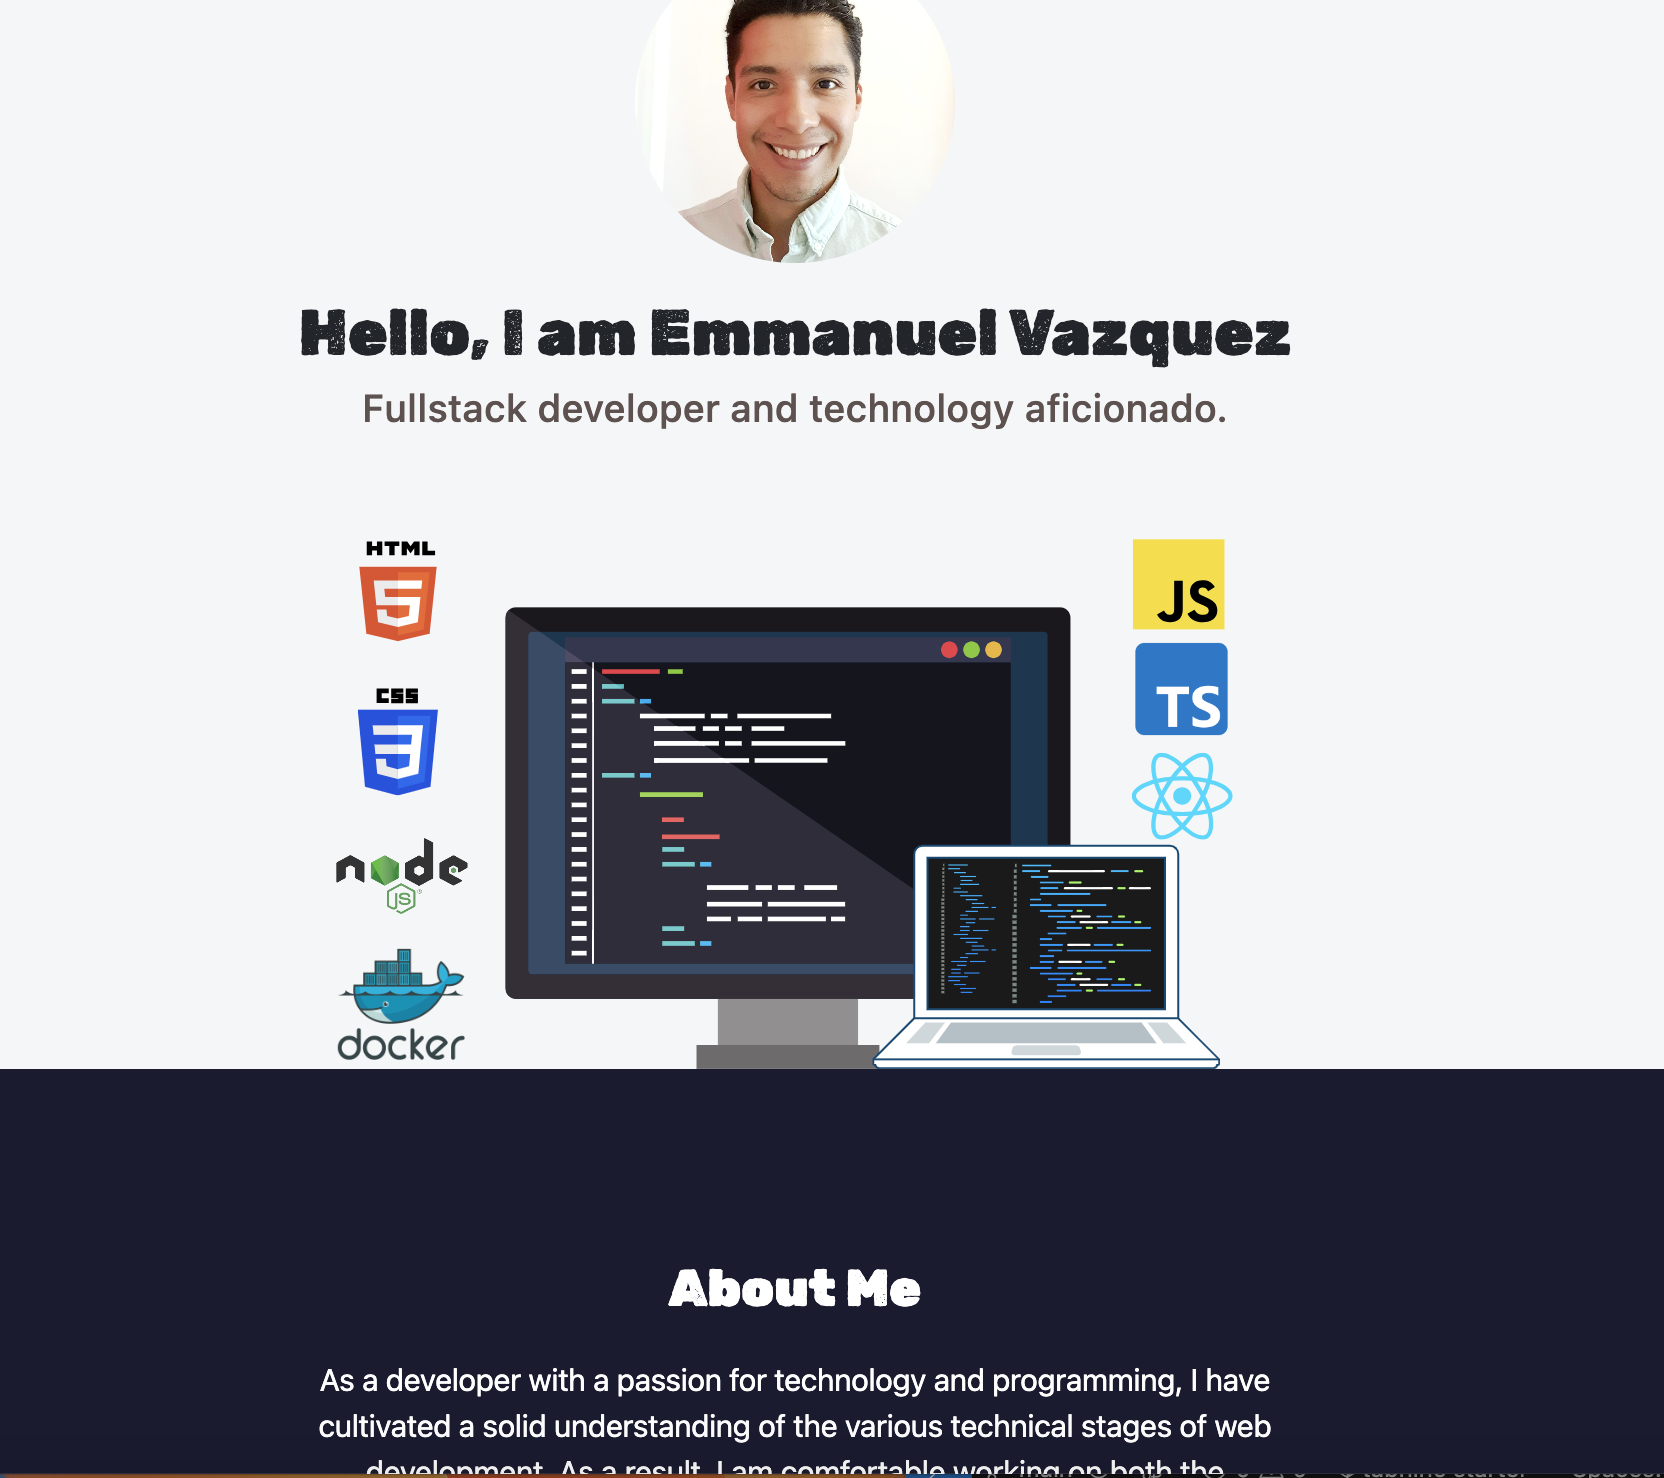 Hello, I am Emmanuel Vazquez
Fullstack developer and technology aficionado.
HTML
5
CSS
3
node
JS
docker
JS
TS
About Me
As a developer with a passion for technology and programming, I have
cultivated a solid understanding of the various technical stages of web
development. As a result, I am comfortable working on both the